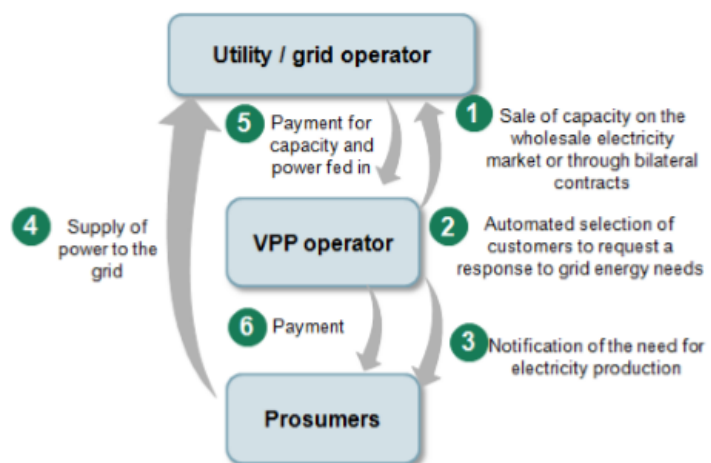 Utility / grid operator
1
Sale of capacity on the
wholesale electricity
market or through bilateral
contracts
5
Payment for
capacity and
power fed in
4
Supply of
power to the
grid
VPP operator
2
Automated selection of
customers to request a
response to grid energy needs
6
Payment
3
Notification of the need for
electricity production
Prosumers